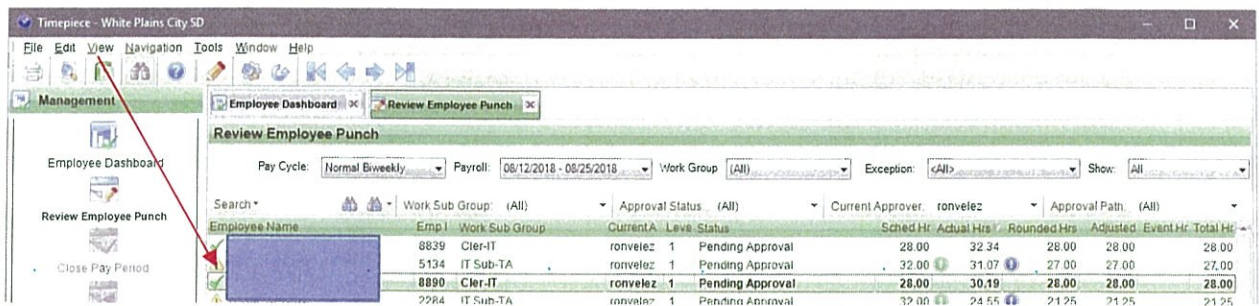 Timepiece - White Plains City SD
File Edit View Navigation Tools Window Help
Management
Employee Dashboard
Review Employee Punch
Review Employee Punch
Employee Dashboard
Pay Cycle: Normal Biweekly Payroll: 08/12/2018 - 08/25/2018 Work Group (All) Exception: <All> Show: All
Review Employee Punch
Search Work Sub Group: (All) Approval Status. (All) Current Approver. ronvelez Approval Path. (All)
Employee Name Emp I Work Sub Group Current A Leve Status Sched Hr Actual Hrs Rounded Hrs Adjusted Event Hr Total Hr
8839 Cler-IT ronvelez 1 Pending Approval 28.00 32.34 28.00 28.00 28.00
Close Pay Period
5134 IT Sub-TA ronvelez 1 Pending Approval 32.00 31.07 27.00 27.00 27.00
8890 Cler-IT ronvelez 1 Pending Approval 28.00 30.19 28.00 28.00 28.00
2284 IT Sub-TA ronvelez 1 Pending Approval 32.00 24.55 21.25 21.25 21.25